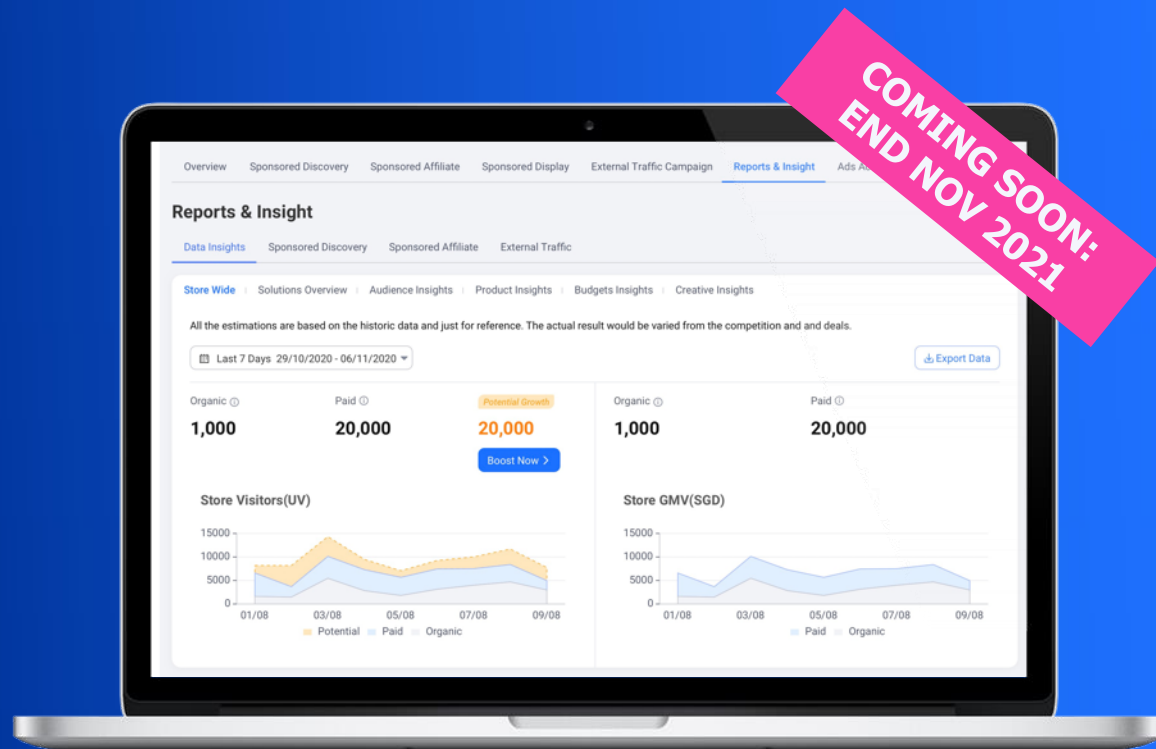 COMING SOON:
END NOV 2021
Overview Sponsored Discovery Sponsored Affiliate Sponsored Display External Traffic Campaign Reports & Insight Ads
Reports & Insight
Data Insights Sponsored Discovery Sponsored Affiliate External Traffic
Store Wide Solutions Overview Audience Insights Product Insights Budgets Insights Creative Insights
All the estimations are based on the historic data and just for reference. The actual result would be varied from the competition and and deals.
Last 7 Days 29/10/2020 - 06/11/2020
Export Data
Organic Paid Potential Growth Organic Paid
1,000 20,000 20,000 1,000 20,000
Boost Now >
Store Visitors(UV)
15000
10000
5000
0
01/08 03/08 05/08 07/08 09/08
Potential Paid Organic
Store GMV(SGD)
15000
10000
5000
0
01/08 03/08 05/08 07/08 09/08
Paid Organic